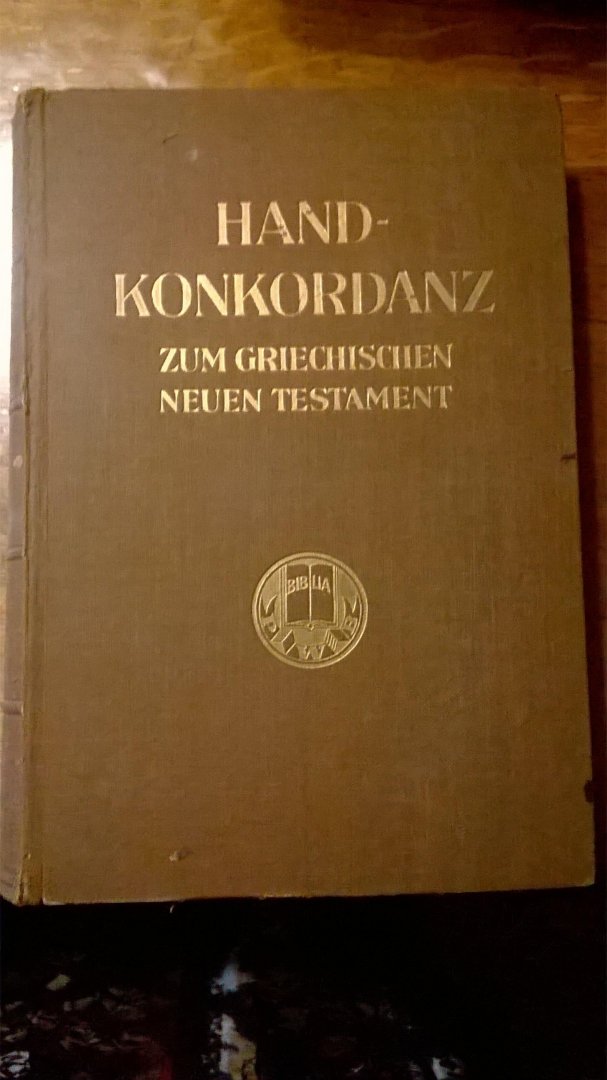 HAND-
KONKORDANZ
ZUM GRIECHISCHEN
NEUEN TESTAMENT
BIBLIA
P W B